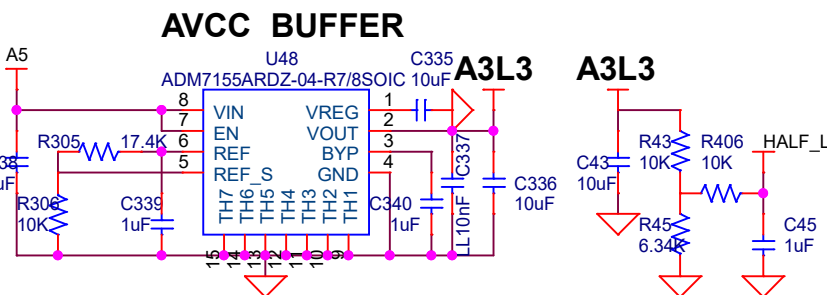 AVCC BUFFER
A5
U48
ADM7155ARDZ-04-R7/8SOIC
C335
10uF
A3L3
A3L3
8
7
6
5
VIN
EN
REF
REF_S
VREG
VOUT
BYP
GND
1
2
3
4
TH7
TH6
TH5
TH4
TH3
TH2
TH1
15
14
13
12
11
10
9
R305
17.4K
R306
10K
C339
1uF
C340
1uF
C337
10nF
C336
10uF
C43
10uF
R43
10K
R406
10K
HALF_L
R45
6.34K
C45
1uF